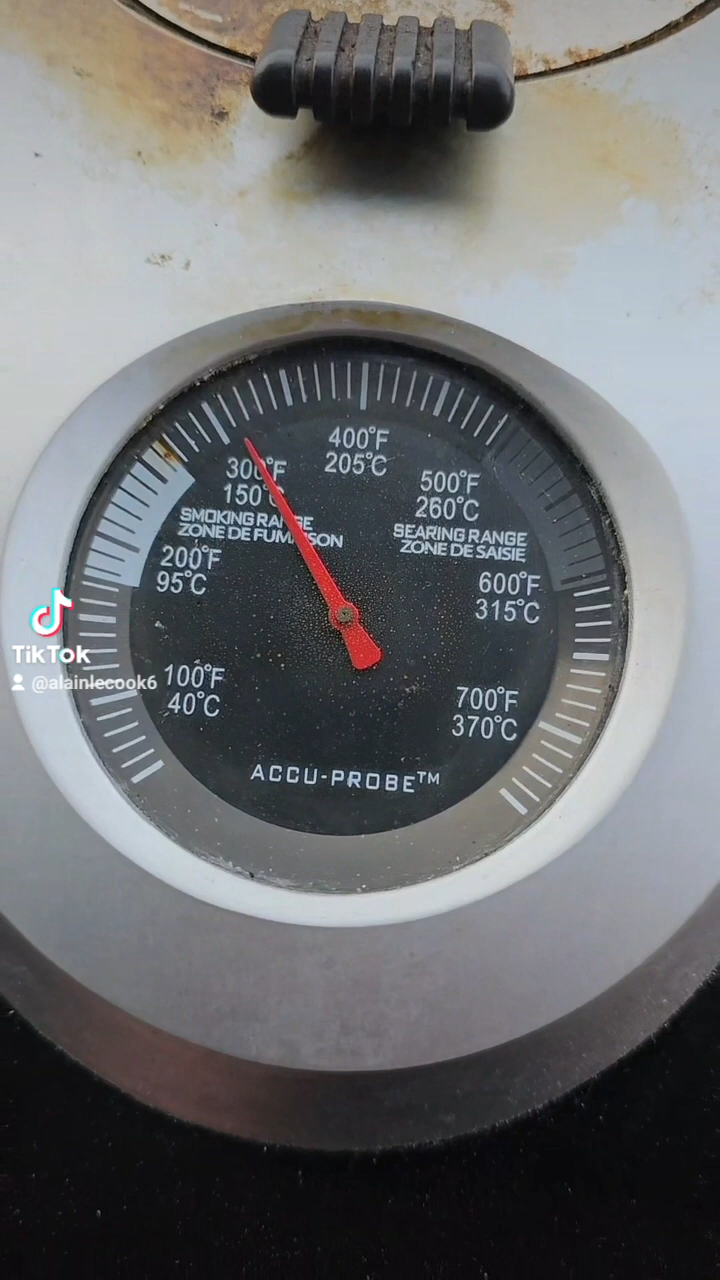 400°F
205°C
300°F
150°C
500°F
260°C
SMOKING RANGE
ZONE DE FUMAISON
SEARING RANGE
ZONE DE SAISIE
200°F
95°C
600°F
315°C
TikTok
@alainlecook6
100°F
40°C
700°F
370°C
ACCU-PROBE™